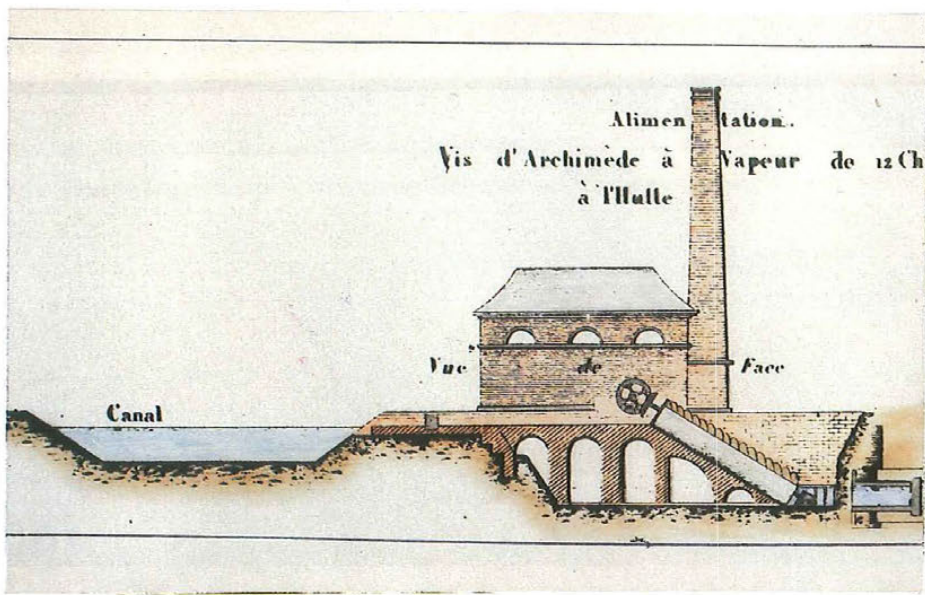 Alimentation.
Vis d'Archimède à Vapeur de 12 Ch
à l'Hutte
Vue de Face
Canal